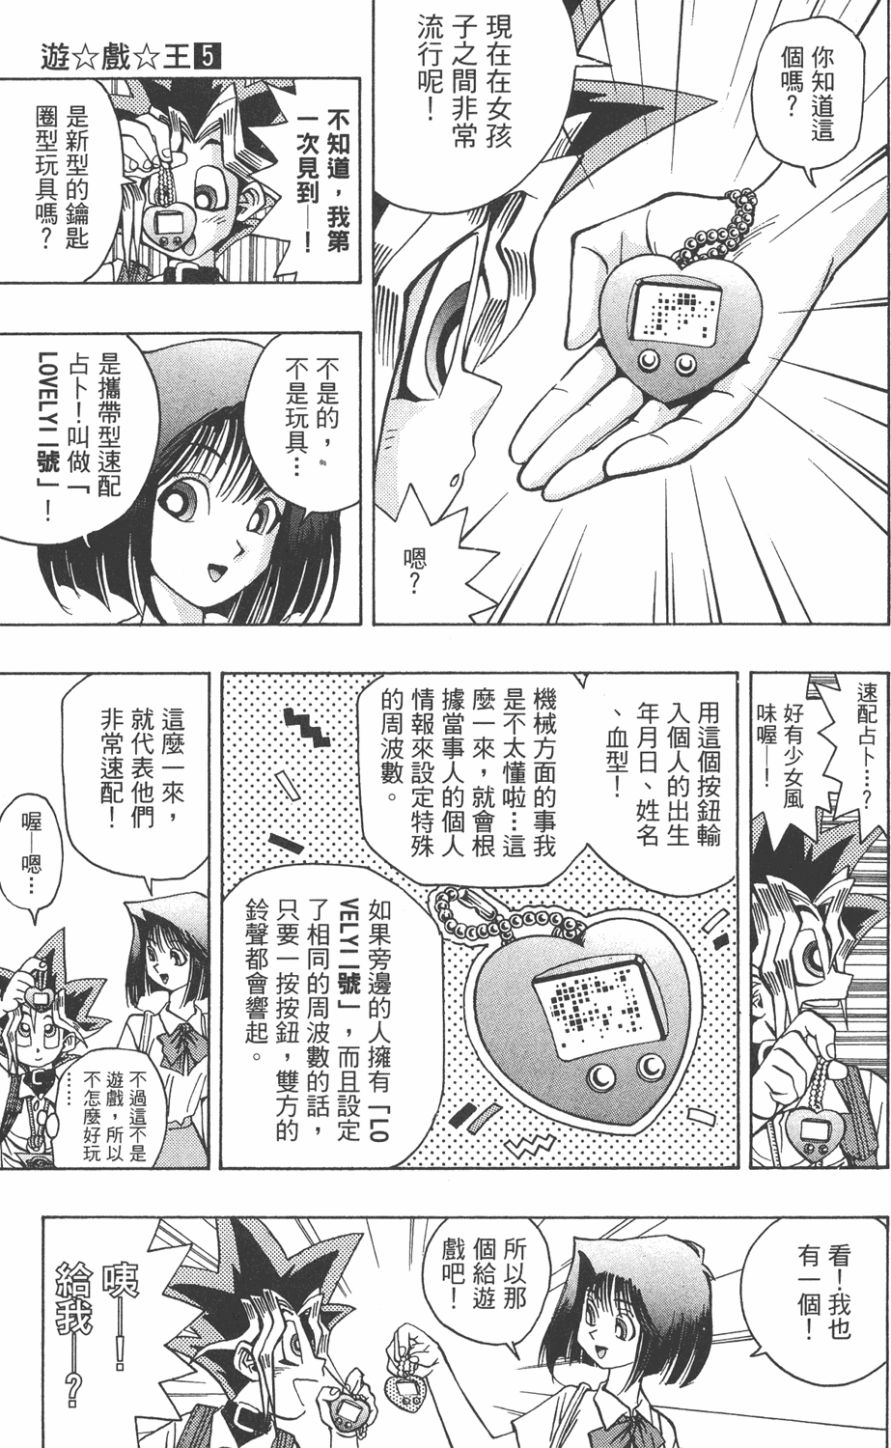 遊☆戲☆王5
你知道這
個嗎?
現在在女孩
子之間非常
流行呢!
嗯?
不知道,我第
一次見到─!
是新型的鑰匙
圈型玩具嗎?
不是的,
不是玩具…
是攜帶型速配
占卜!叫做「
LOVELY二號」!
速配占卜…?
好有少女風
味喔─!
用這個按鈕輸
入個人的出生
年月日、姓名
、血型!
機械方面的事我
是不太懂啦…這
麼一來,就會根
據當事人的個人
情報來設定特殊
的周波數。
如果旁邊的人擁有「LO
VELY二號」,而且設定
了相同的周波數的話,
只要一按按鈕,雙方的
鈴聲都會響起。
這麼一來,
就代表他們
非常速配!
喔─嗯…
不過這不是
遊戲,所以
不怎麼好玩
……
看!我也
有一個!
所以那
個給遊
戲吧!
咦─!
給我─?